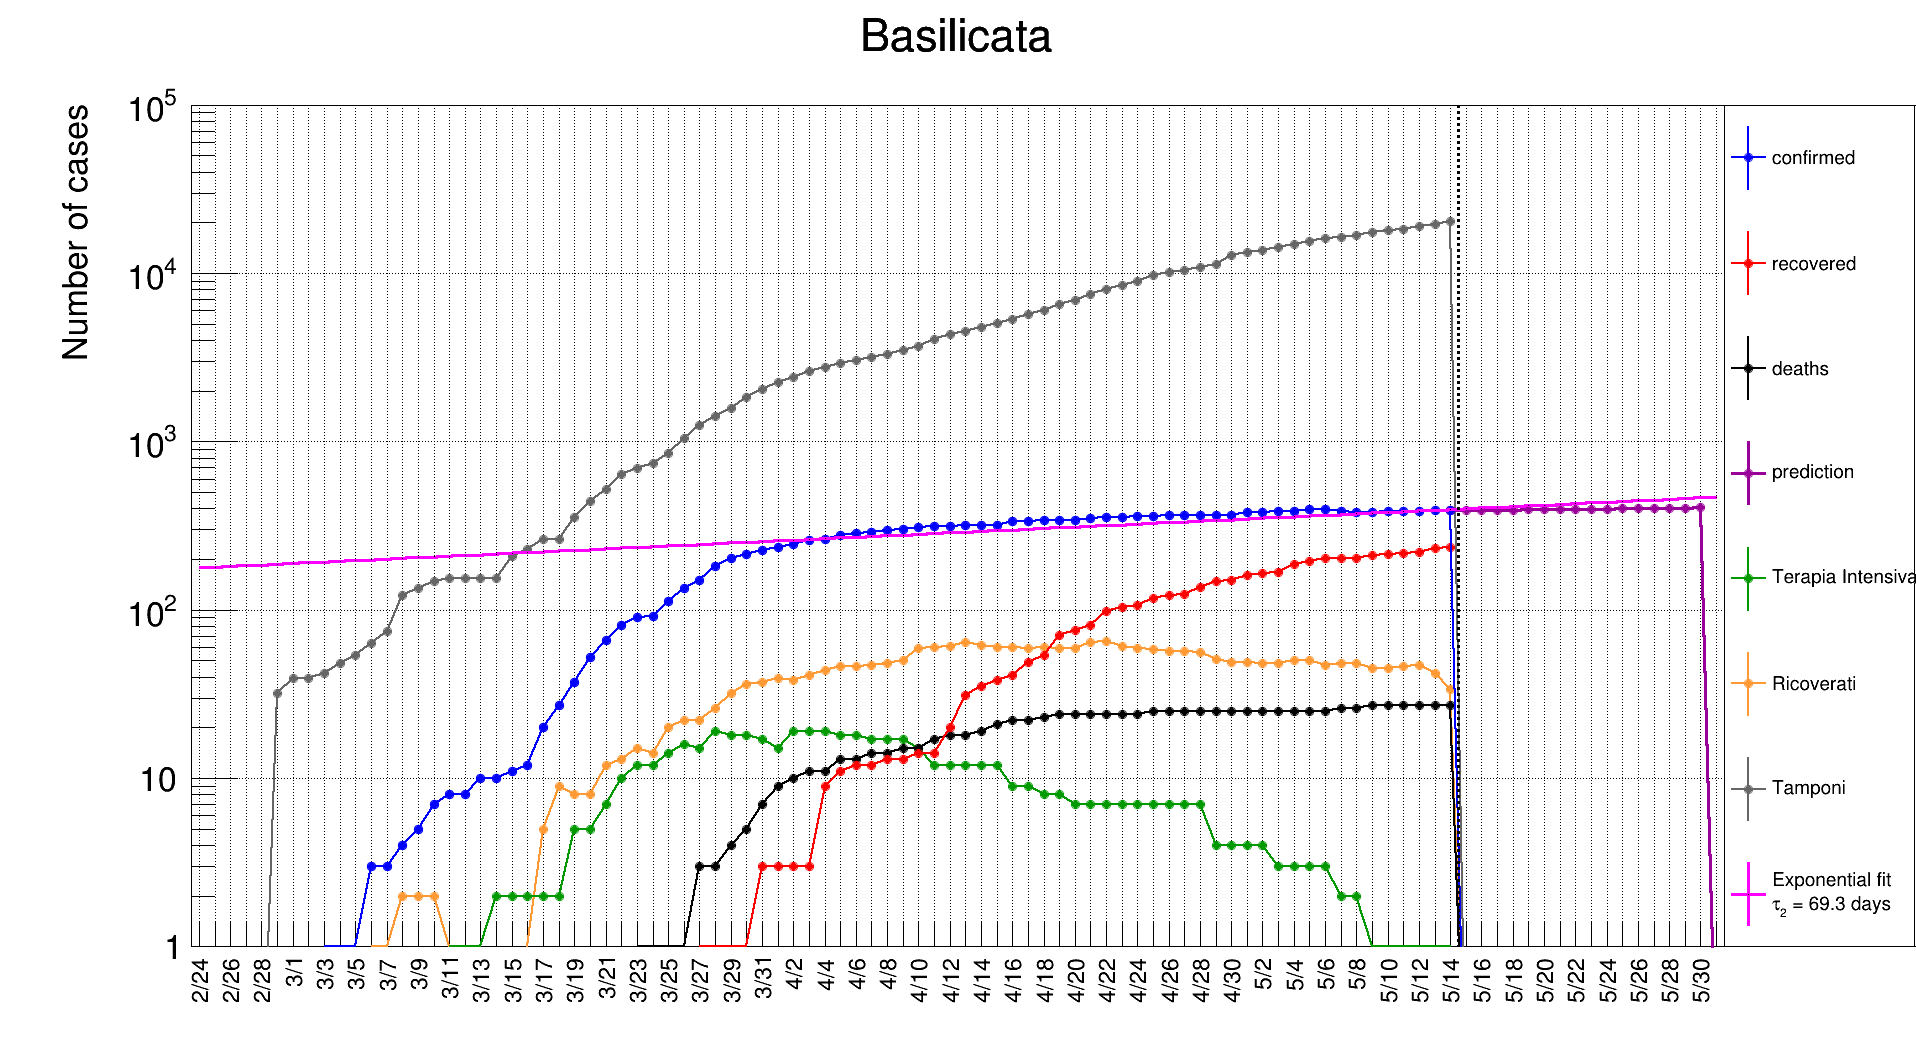 Basilicata
Number of cases
10^5
10^4
10^3
10^2
10
1
2/24 2/26 2/28 3/1 3/3 3/5 3/7 3/9 3/11 3/13 3/15 3/17 3/19 3/21 3/23 3/25 3/27 3/29 3/31 4/2 4/4 4/6 4/8 4/10 4/12 4/14 4/16 4/18 4/20 4/22 4/24 4/26 4/28 4/30 5/2 5/4 5/6 5/8 5/10 5/12 5/14 5/16 5/18 5/20 5/22 5/24 5/26 5/28 5/30
confirmed
recovered
deaths
prediction
Terapia Intensiva
Ricoverati
Tamponi
Exponential fit
τ2 = 69.3 days